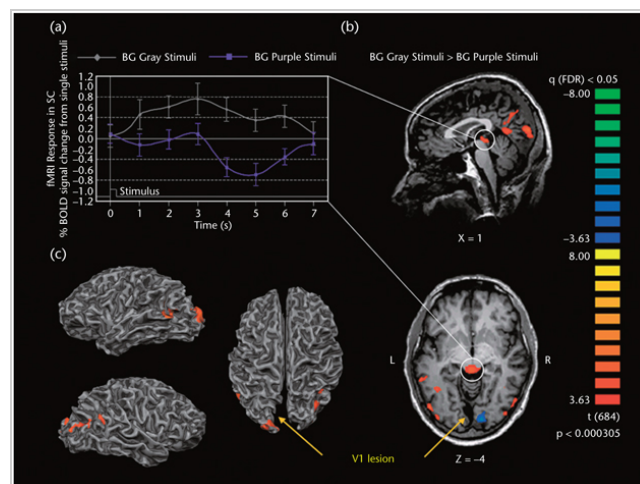 (a)
(b)
BG Gray Stimuli
BG Purple Stimuli
BG Gray Stimuli > BG Purple Stimuli
fMRI Response in SC
% BOLD signal change from single stimuli
1.2
1.0
0.8
0.6
0.4
0.2
0.0
−0.2
−0.4
−0.6
−0.8
−1.0
−1.2
Stimulus
0 1 2 3 4 5 6 7
Time (s)
q (FDR) < 0.05
−8.00
−3.63
8.00
3.63
t (684)
p < 0.000305
X = 1
(c)
L
R
V1 lesion
Z = −4